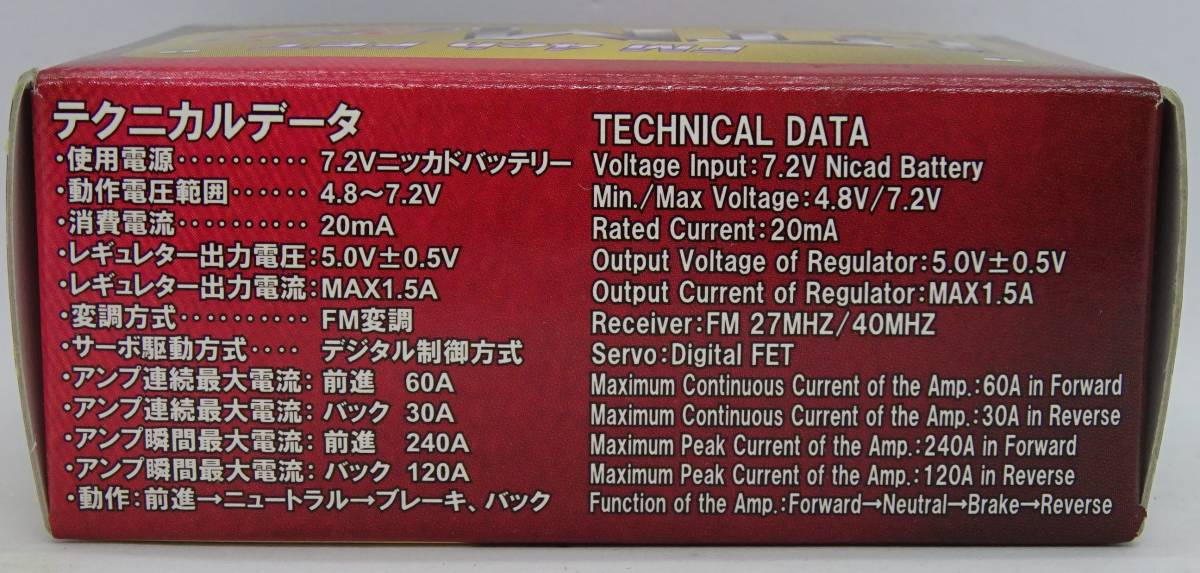 FM 4ch FET
テクニカルデータ
・使用電源‥‥‥‥‥‥7.2Vニッカドバッテリー
・動作電圧範囲‥‥‥4.8～7.2V
・消費電流‥‥‥‥‥‥20mA
・レギュレター出力電圧:5.0V±0.5V
・レギュレター出力電流:MAX1.5A
・変調方式‥‥‥‥‥FM変調
・サーボ駆動方式‥‥デジタル制御方式
・アンプ連続最大電流:前進 60A
・アンプ連続最大電流:バック 30A
・アンプ瞬間最大電流:前進 240A
・アンプ瞬間最大電流:バック 120A
・動作:前進→ニュートラル→ブレーキ、バック
TECHNICAL DATA
Voltage Input:7.2V Nicad Battery
Min./Max Voltage:4.8V/7.2V
Rated Current:20mA
Output Voltage of Regulator:5.0V±0.5V
Output Current of Regulator:MAX1.5A
Receiver:FM 27MHZ/40MHZ
Servo:Digital FET
Maximum Continuous Current of the Amp.:60A in Forward
Maximum Continuous Current of the Amp.:30A in Reverse
Maximum Peak Current of the Amp.:240A in Forward
Maximum Peak Current of the Amp.:120A in Reverse
Function of the Amp.:Forward→Neutral→Brake→Reverse